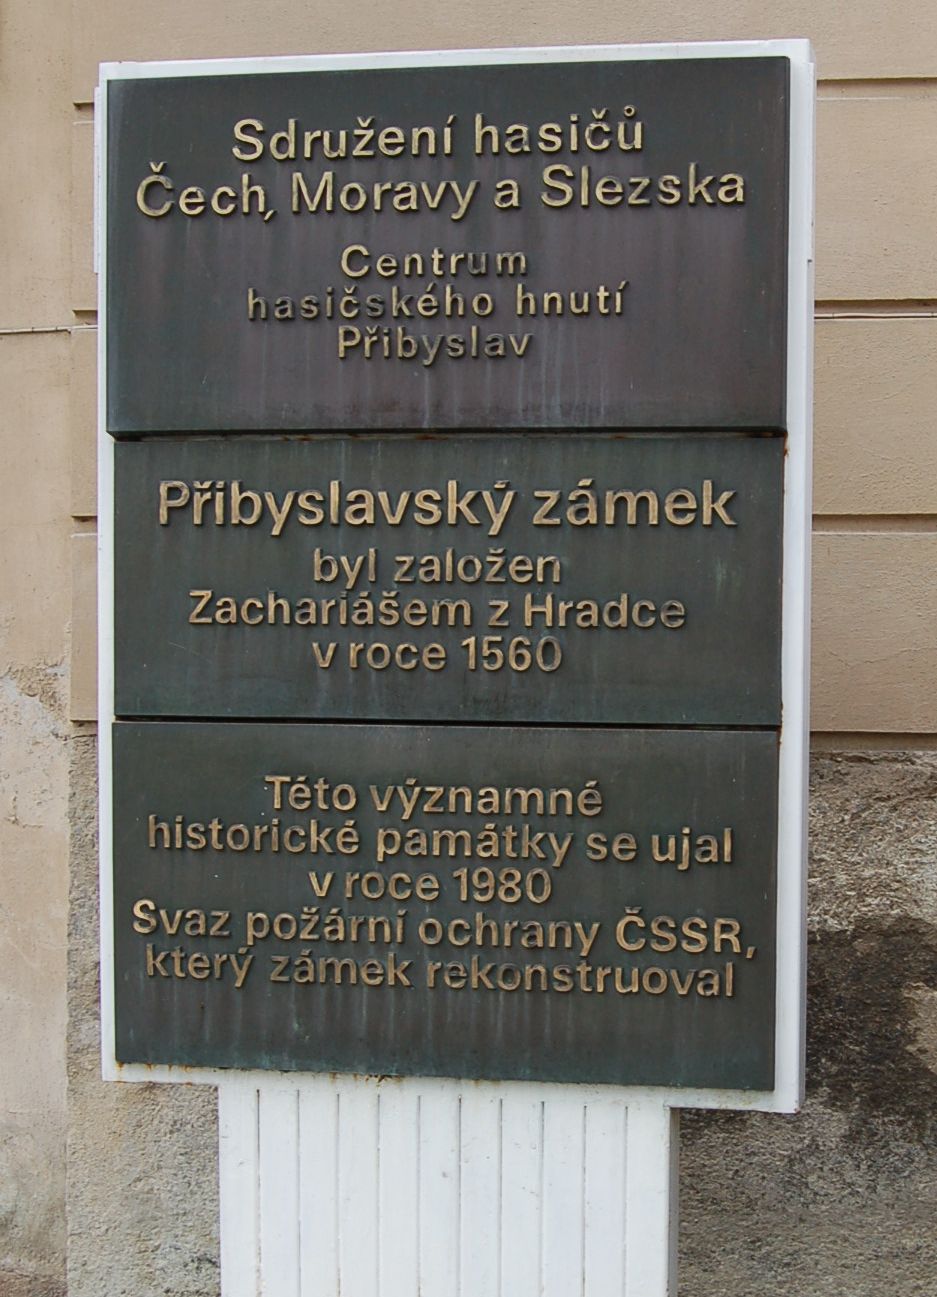 Sdružení hasičů
Čech, Moravy a Slezska
Centrum
hasičského hnutí
Přibyslav
Přibyslavský zámek
byl založen
Zachariášem z Hradce
v roce 1560
Této významné
historické památky se ujal
v roce 1980
Svaz požární ochrany ČSSR,
který zámek rekonstruoval